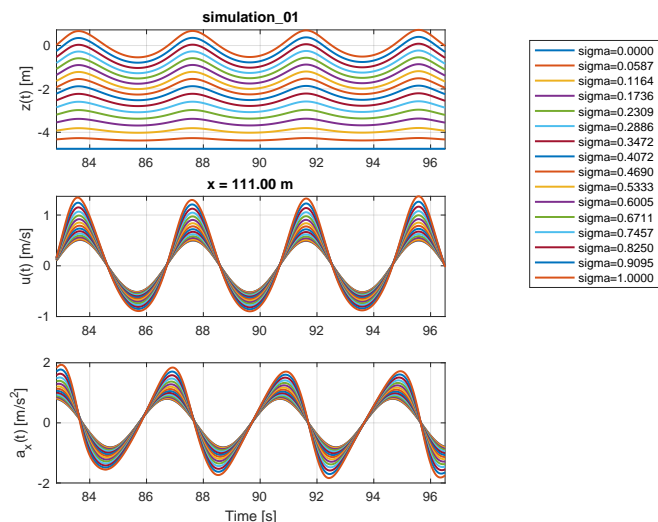 simulation_01
0
-2
-4
z(t) [m]
84
86
88
90
92
94
96
x = 111.00 m
1
0
-1
u(t) [m/s]
84
86
88
90
92
94
96
2
0
-2
a_x(t) [m/s²]
84
86
88
90
92
94
96
Time [s]
sigma=0.0000
sigma=0.0587
sigma=0.1164
sigma=0.1736
sigma=0.2309
sigma=0.2886
sigma=0.3472
sigma=0.4072
sigma=0.4690
sigma=0.5333
sigma=0.6005
sigma=0.6711
sigma=0.7457
sigma=0.8250
sigma=0.9095
sigma=1.0000